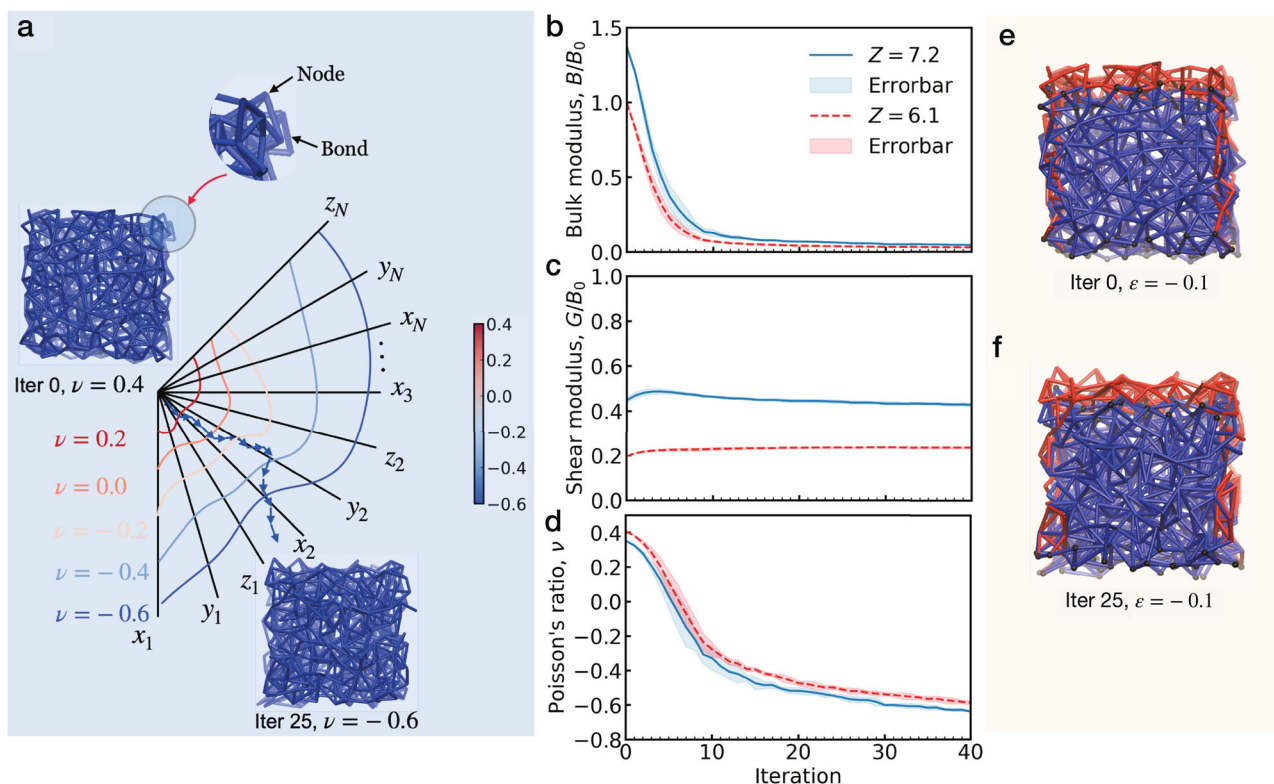 a
Node
Bond
z_N
y_N
x_N
x_3
z_2
y_2
x_2
z_1
y_1
x_1
Iter 0, ν = 0.4
ν = 0.2
ν = 0.0
ν = −0.2
ν = −0.4
ν = −0.6
0.4
0.2
0.0
−0.2
−0.4
−0.6
Iter 25, ν = −0.6
b
Bulk modulus, B/B_0
1.5
1.0
0.5
0.0
Z = 7.2
Errorbar
Z = 6.1
Errorbar
c
Shear modulus, G/B_0
1.0
0.8
0.6
0.4
0.2
0.0
d
Poisson's ratio, ν
0.4
0.2
0.0
−0.2
−0.4
−0.6
−0.8
0 10 20 30 40
Iteration
e
Iter 0, ε = − 0.1
f
Iter 25, ε = − 0.1